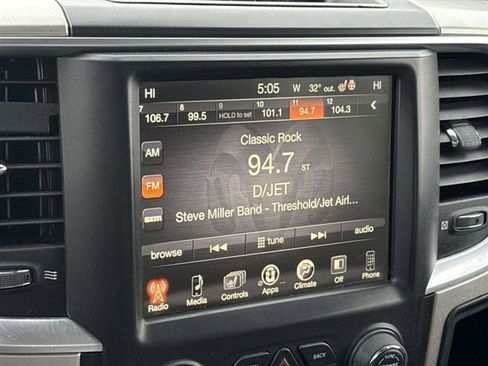 HI 5:05 W 32° out. HI
7 8 9 10 11 12
106.7 99.5 HOLD to set 101.1 94.7 104.3
Classic Rock
AM
94.7 ST
FM
D/JET
sxm
Steve Miller Band - Threshold/Jet Airl...
browse tune audio
Radio Media Controls Apps Climate Off Phone
BACK